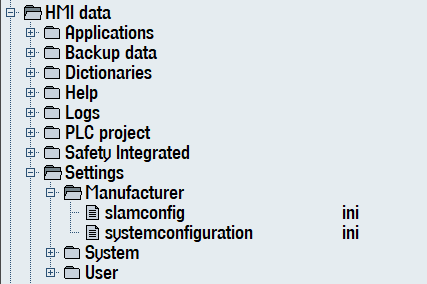 HMI data
Applications
Backup data
Dictionaries
Help
Logs
PLC project
Safety Integrated
Settings
Manufacturer
slamconfig ini
systemconfiguration ini
System
User